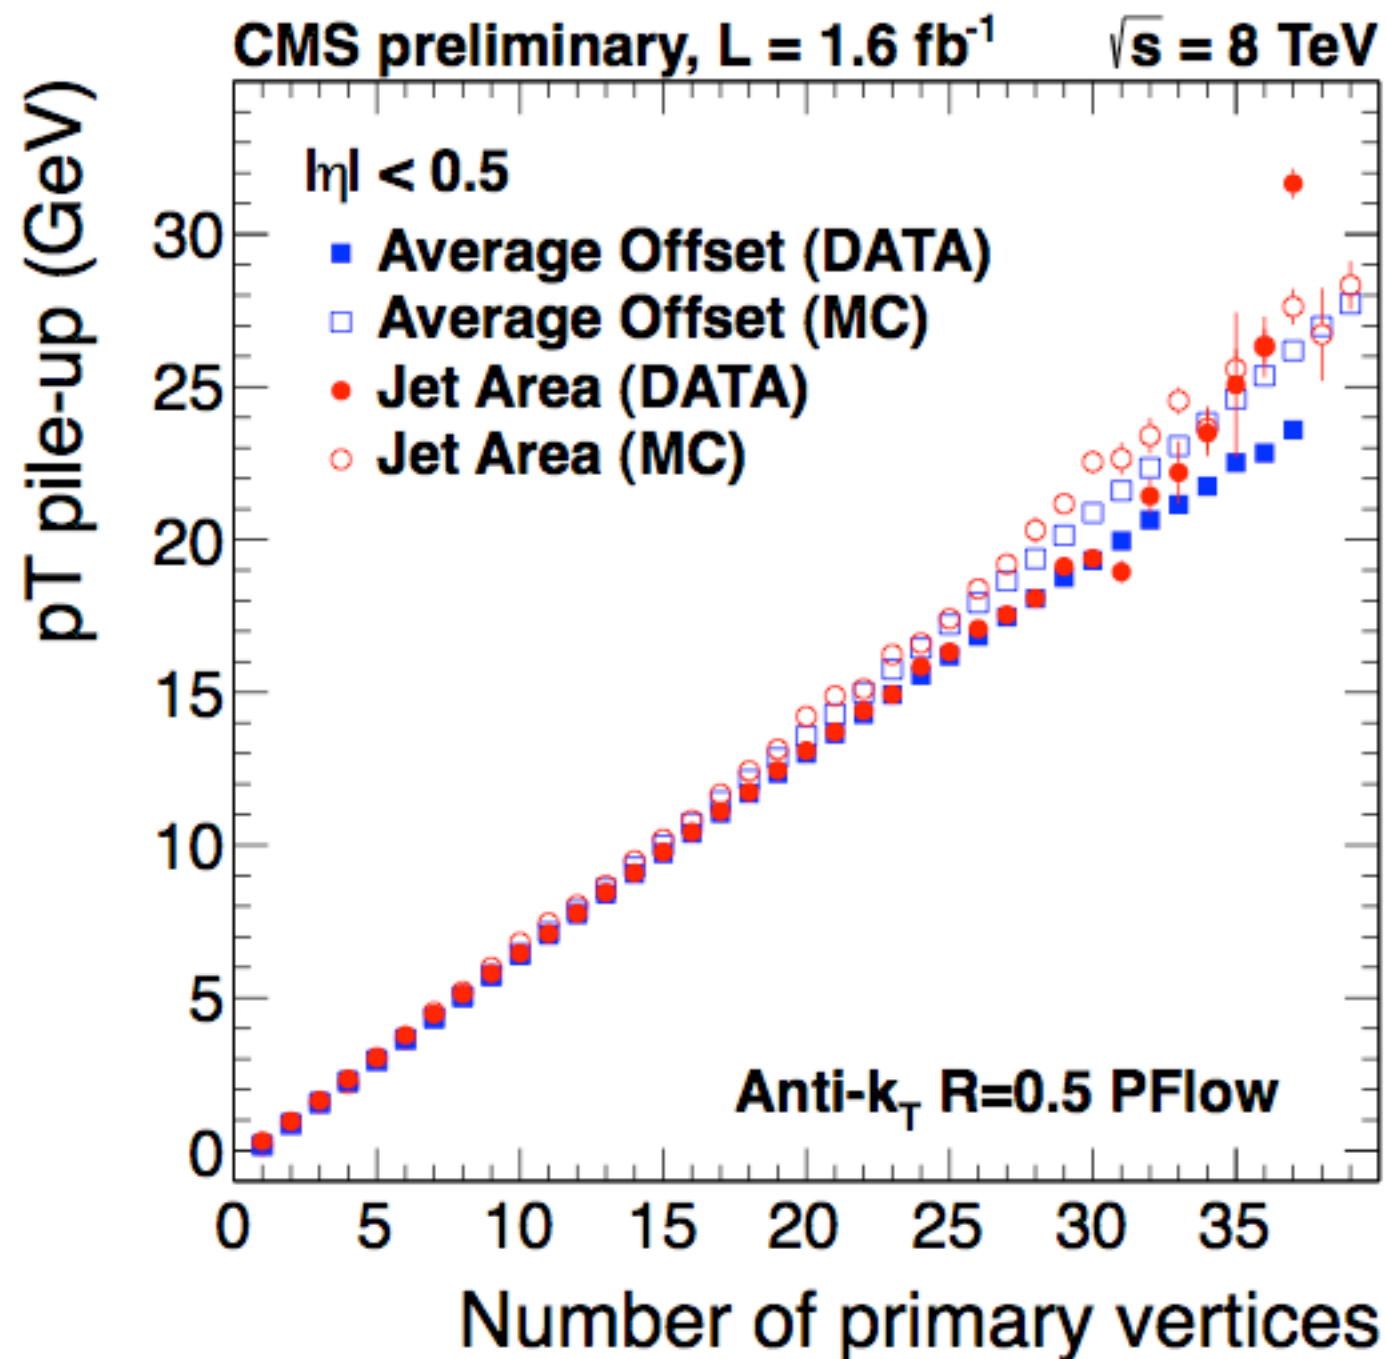 CMS preliminary, L = 1.6 fb⁻¹ √s = 8 TeV
pT pile-up (GeV)
|η| < 0.5
Average Offset (DATA)
Average Offset (MC)
Jet Area (DATA)
Jet Area (MC)
30
25
20
15
10
5
0
Anti-k_T R=0.5 PFlow
0 5 10 15 20 25 30 35
Number of primary vertices